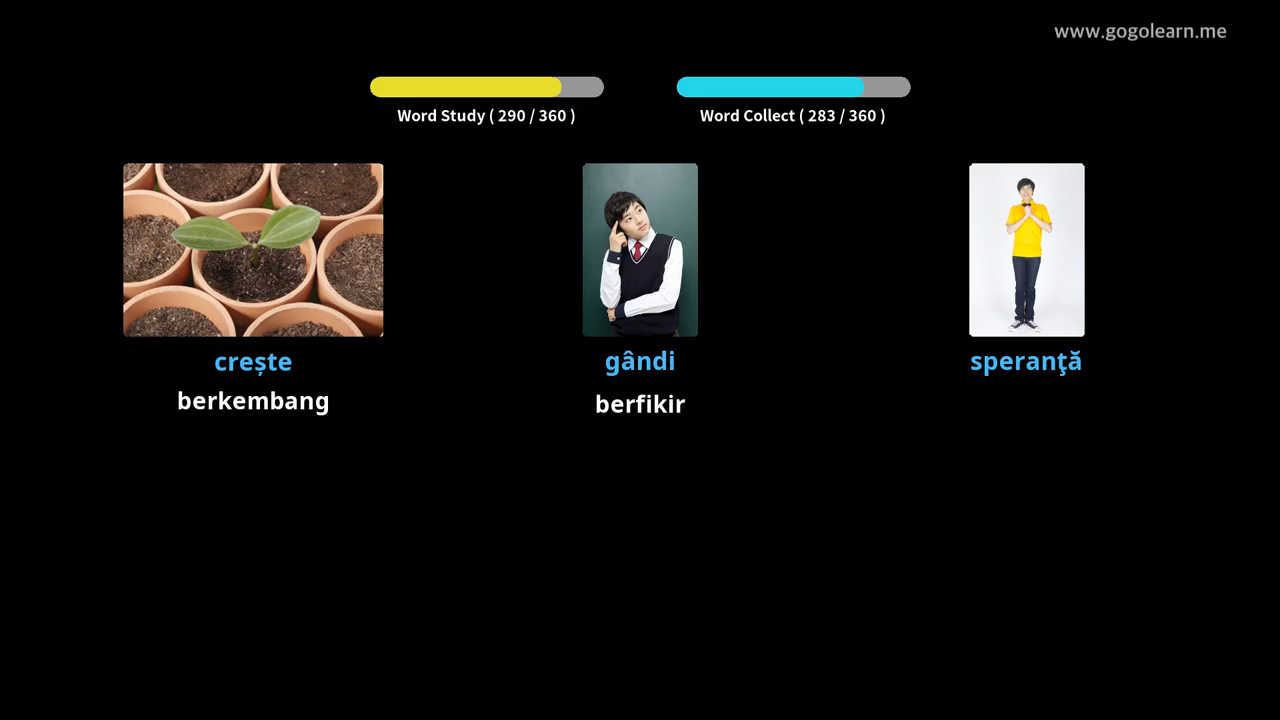 www.gogolearn.me
Word Study ( 290 / 360 )
Word Collect ( 283 / 360 )
crește
gândi
speranţă
berkembang
berfikir